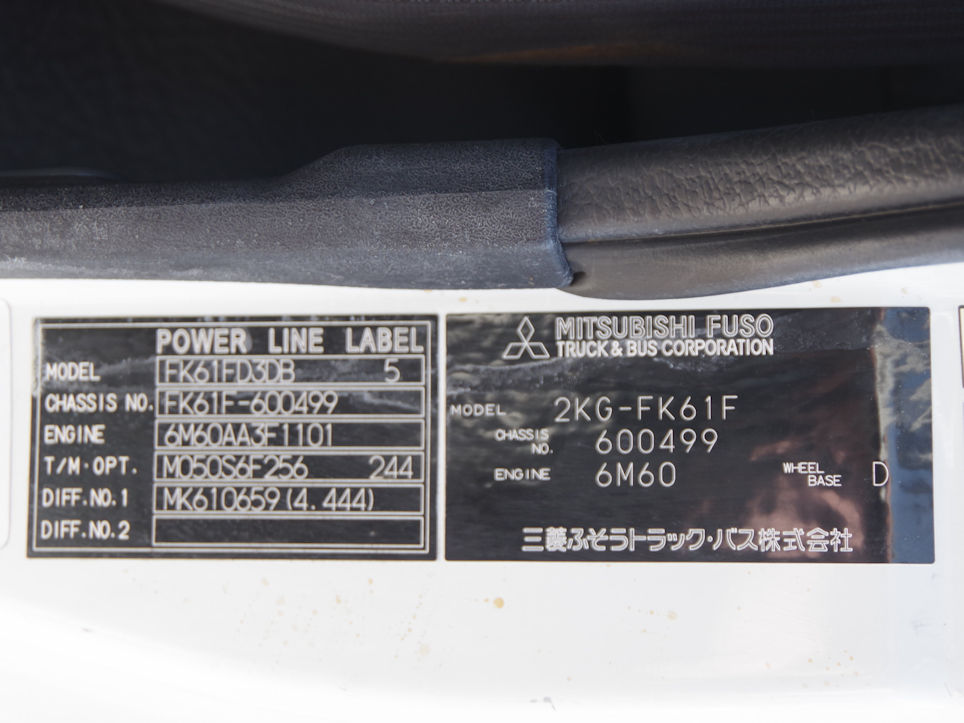 POWER LINE LABEL
MODEL FK61FD3DB 5
CHASSIS NO. FK61F-600499
ENGINE 6M60AA3F1101
T/M·OPT. M050S6F256 244
DIFF.NO.1 MK610659(4.444)
DIFF.NO.2
MITSUBISHI FUSO
TRUCK & BUS CORPORATION
MODEL 2KG-FK61F
CHASSIS NO. 600499
ENGINE 6M60 WHEEL BASE D
三菱ふそうトラック・バス株式会社